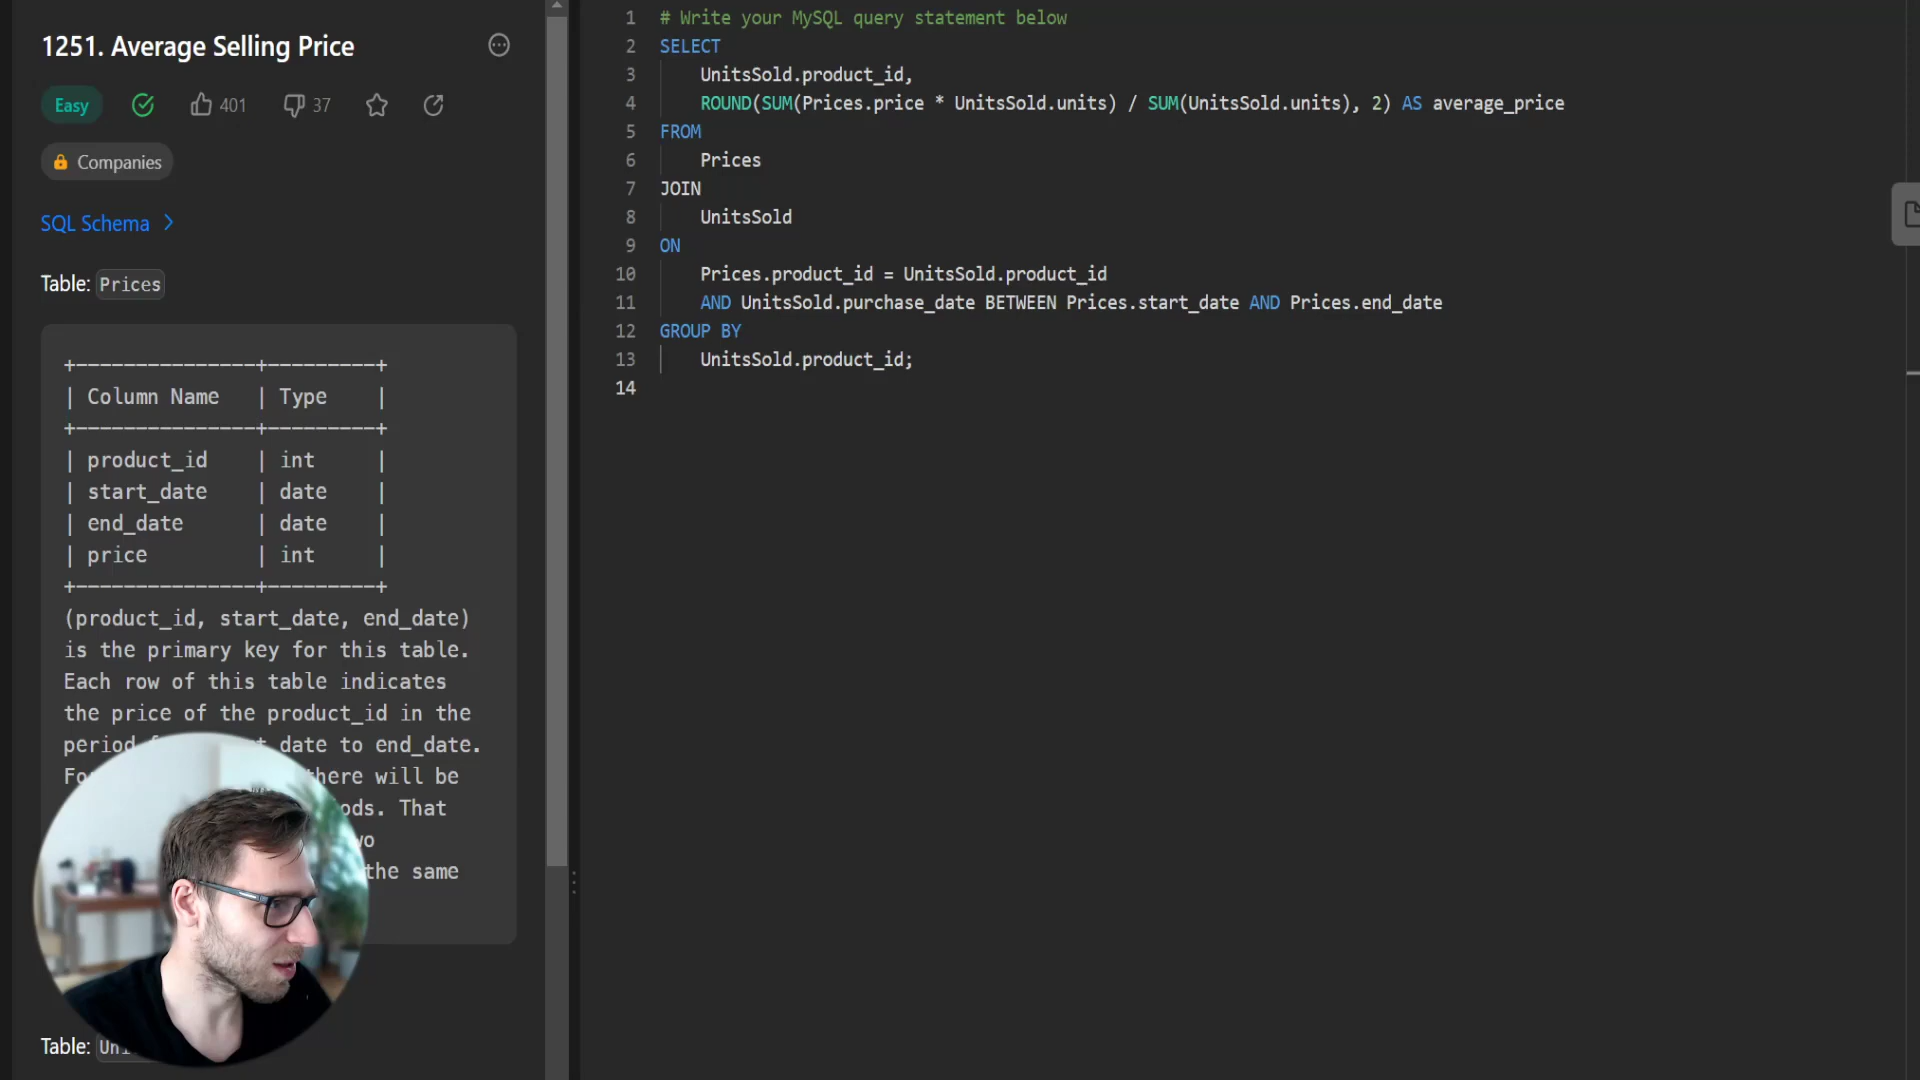 1251. Average Selling Price
Easy
401
37
Companies
SQL Schema
Table: Prices
+---------------+---------+
| Column Name   | Type    |
+---------------+---------+
| product_id    | int     |
| start_date    | date    |
| end_date      | date    |
| price         | int     |
+---------------+---------+
(product_id, start_date, end_date)
is the primary key for this table.
Each row of this table indicates
the price of the product_id in the
period date to end_date.
there will be
That
the same
Table:
1 # Write your MySQL query statement below
2 SELECT
3 UnitsSold.product_id,
4 ROUND(SUM(Prices.price * UnitsSold.units) / SUM(UnitsSold.units), 2) AS average_price
5 FROM
6 Prices
7 JOIN
8 UnitsSold
9 ON
10 Prices.product_id = UnitsSold.product_id
11 AND UnitsSold.purchase_date BETWEEN Prices.start_date AND Prices.end_date
12 GROUP BY
13 UnitsSold.product_id;
14